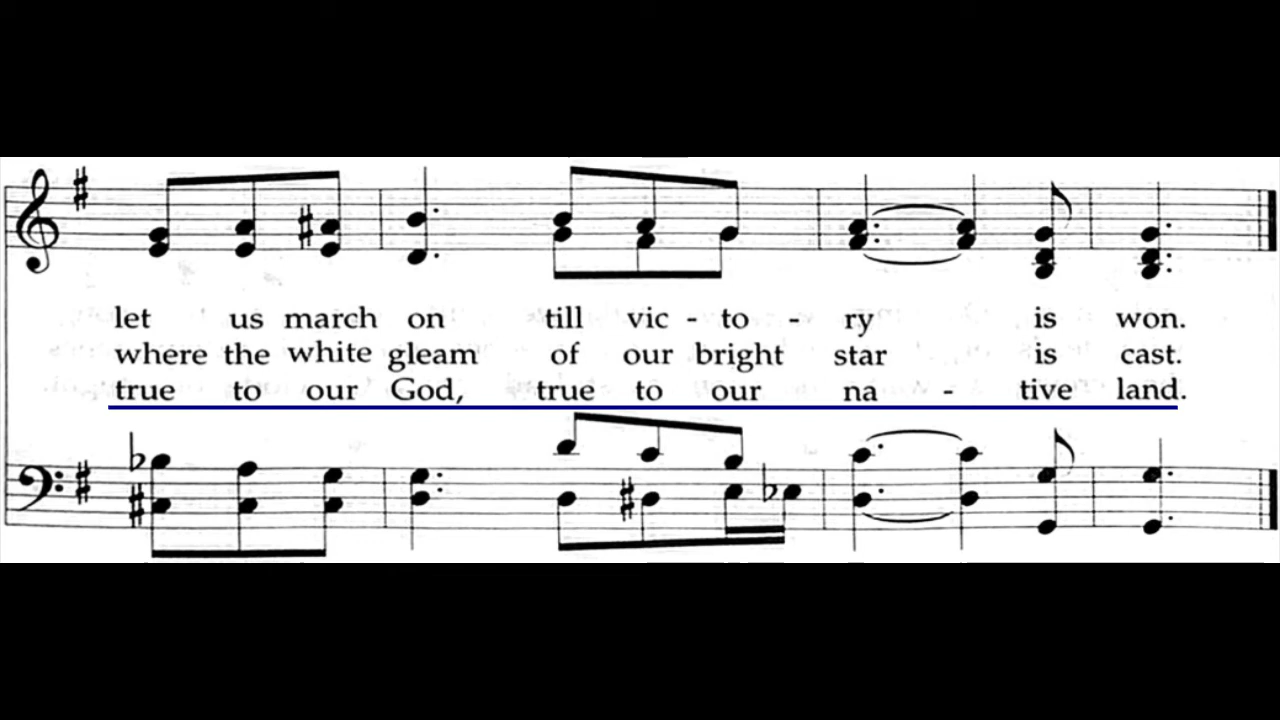 let us march on till vic - to - ry is won.
where the white gleam of our bright star is cast.
true to our God, true to our na - tive land.